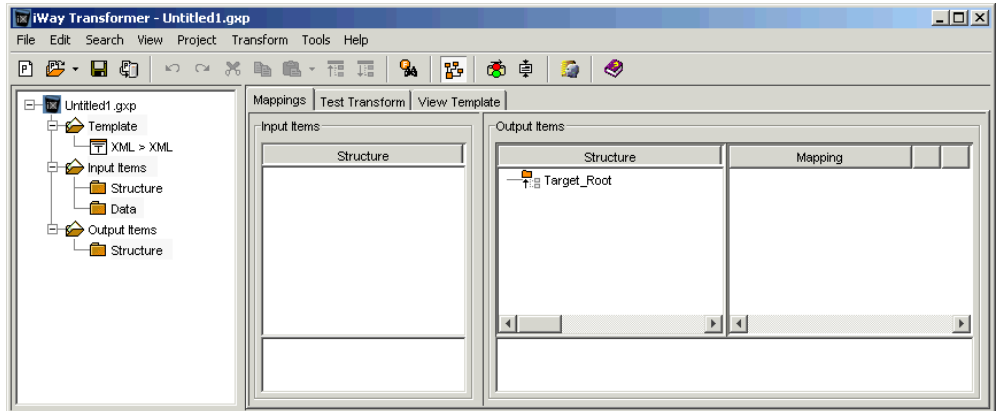 iWay Transformer - Untitled1.gxp
File Edit Search View Project Transform Tools Help
Untitled1.gxp
Template
XML > XML
Input Items
Structure
Data
Output Items
Structure
Mappings Test Transform View Template
Input Items
Structure
Output Items
Structure Mapping
Target_Root